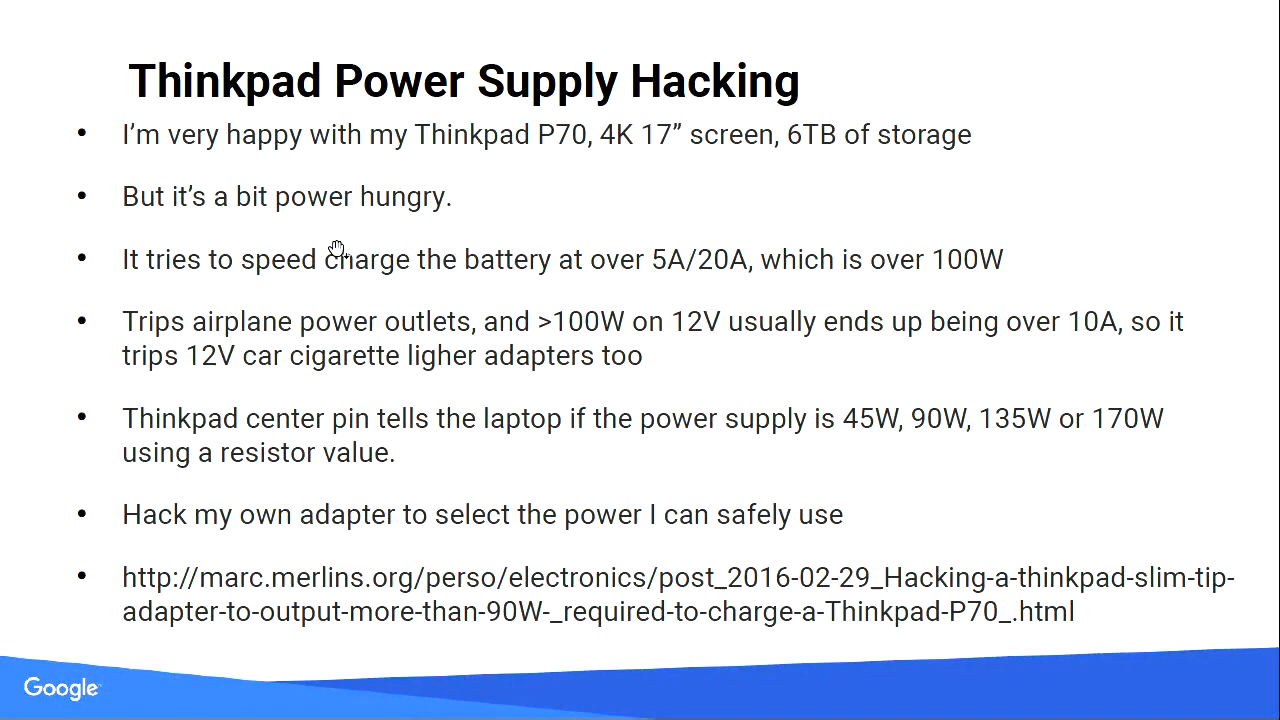 Thinkpad Power Supply Hacking
• I’m very happy with my Thinkpad P70, 4K 17” screen, 6TB of storage
• But it’s a bit power hungry.
• It tries to speed charge the battery at over 5A/20A, which is over 100W
• Trips airplane power outlets, and >100W on 12V usually ends up being over 10A, so it
trips 12V car cigarette ligher adapters too
• Thinkpad center pin tells the laptop if the power supply is 45W, 90W, 135W or 170W
using a resistor value.
• Hack my own adapter to select the power I can safely use
• http://marc.merlins.org/perso/electronics/post_2016-02-29_Hacking-a-thinkpad-slim-tip-
adapter-to-output-more-than-90W-_required-to-charge-a-Thinkpad-P70_.html
Google